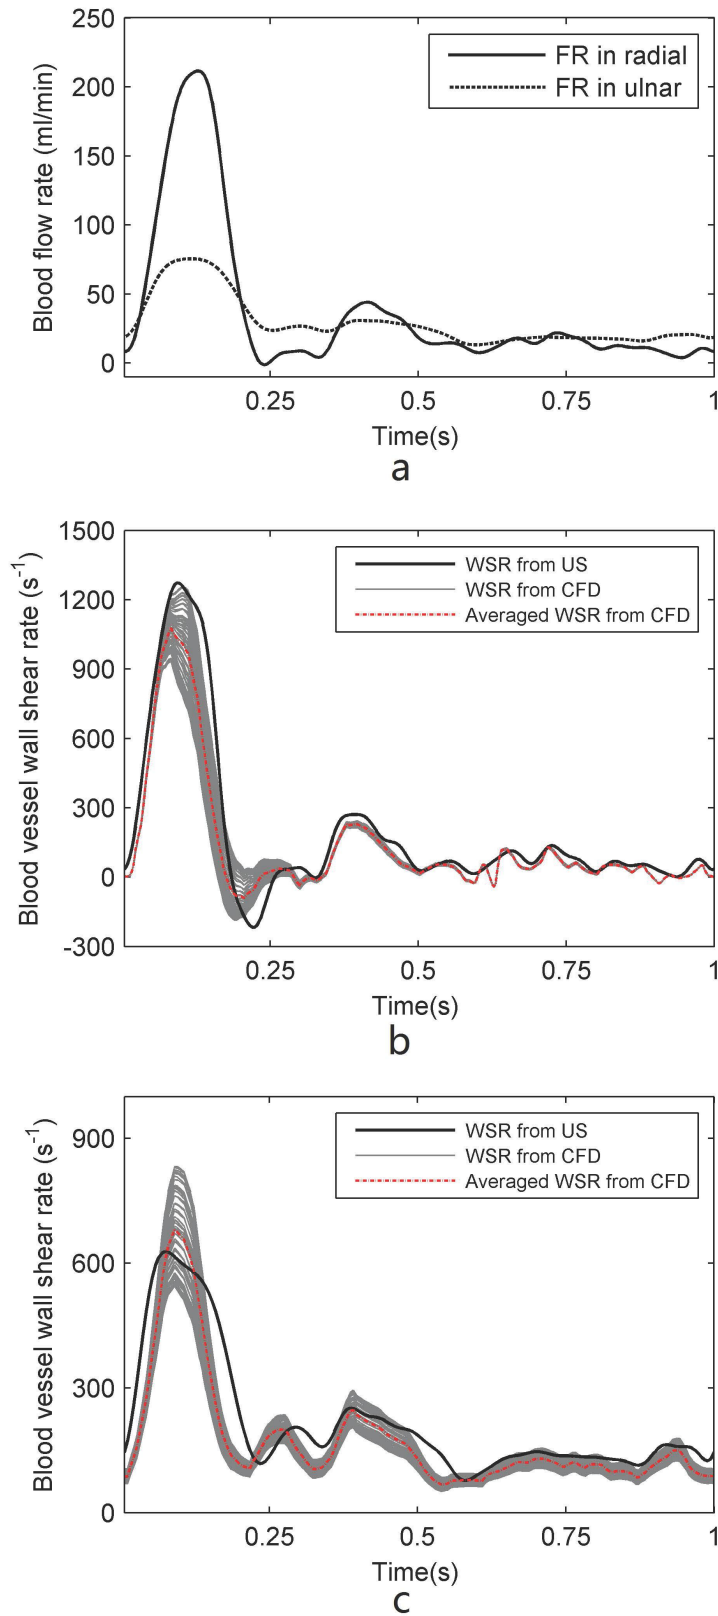 250
200
150
100
50
0
Blood flow rate (ml/min)
FR in radial
FR in ulnar
0.25
0.5
0.75
1
Time(s)
a
1500
1200
900
600
300
0
-300
Blood vessel wall shear rate (s⁻¹)
WSR from US
WSR from CFD
Averaged WSR from CFD
0.25
0.5
0.75
1
Time(s)
b
900
600
300
0
Blood vessel wall shear rate (s⁻¹)
WSR from US
WSR from CFD
Averaged WSR from CFD
0.25
0.5
0.75
1
Time(s)
c